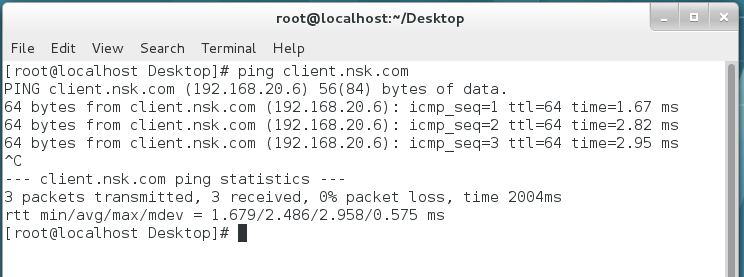 root@localhost:~/Desktop
File Edit View Search Terminal Help
[root@localhost Desktop]# ping client.nsk.com
PING client.nsk.com (192.168.20.6) 56(84) bytes of data.
64 bytes from client.nsk.com (192.168.20.6): icmp_seq=1 ttl=64 time=1.67 ms
64 bytes from client.nsk.com (192.168.20.6): icmp_seq=2 ttl=64 time=2.82 ms
64 bytes from client.nsk.com (192.168.20.6): icmp_seq=3 ttl=64 time=2.95 ms
^C
--- client.nsk.com ping statistics ---
3 packets transmitted, 3 received, 0% packet loss, time 2004ms
rtt min/avg/max/mdev = 1.679/2.486/2.958/0.575 ms
[root@localhost Desktop]#